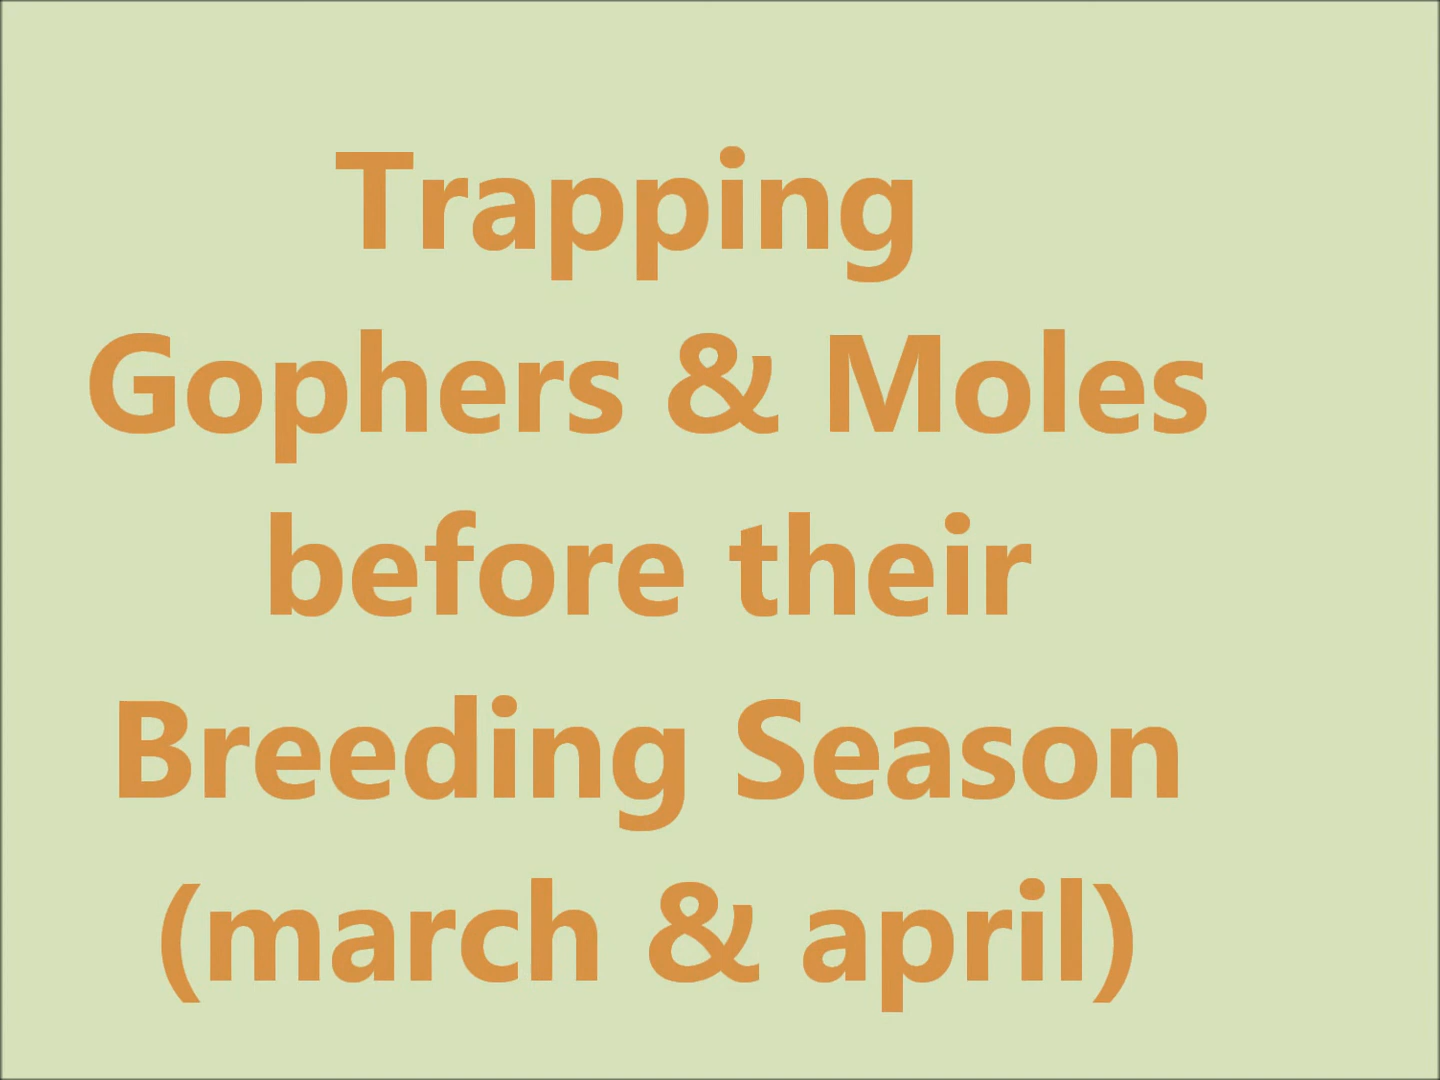 Trapping
Gophers & Moles
before their
Breeding Season
(march & april)